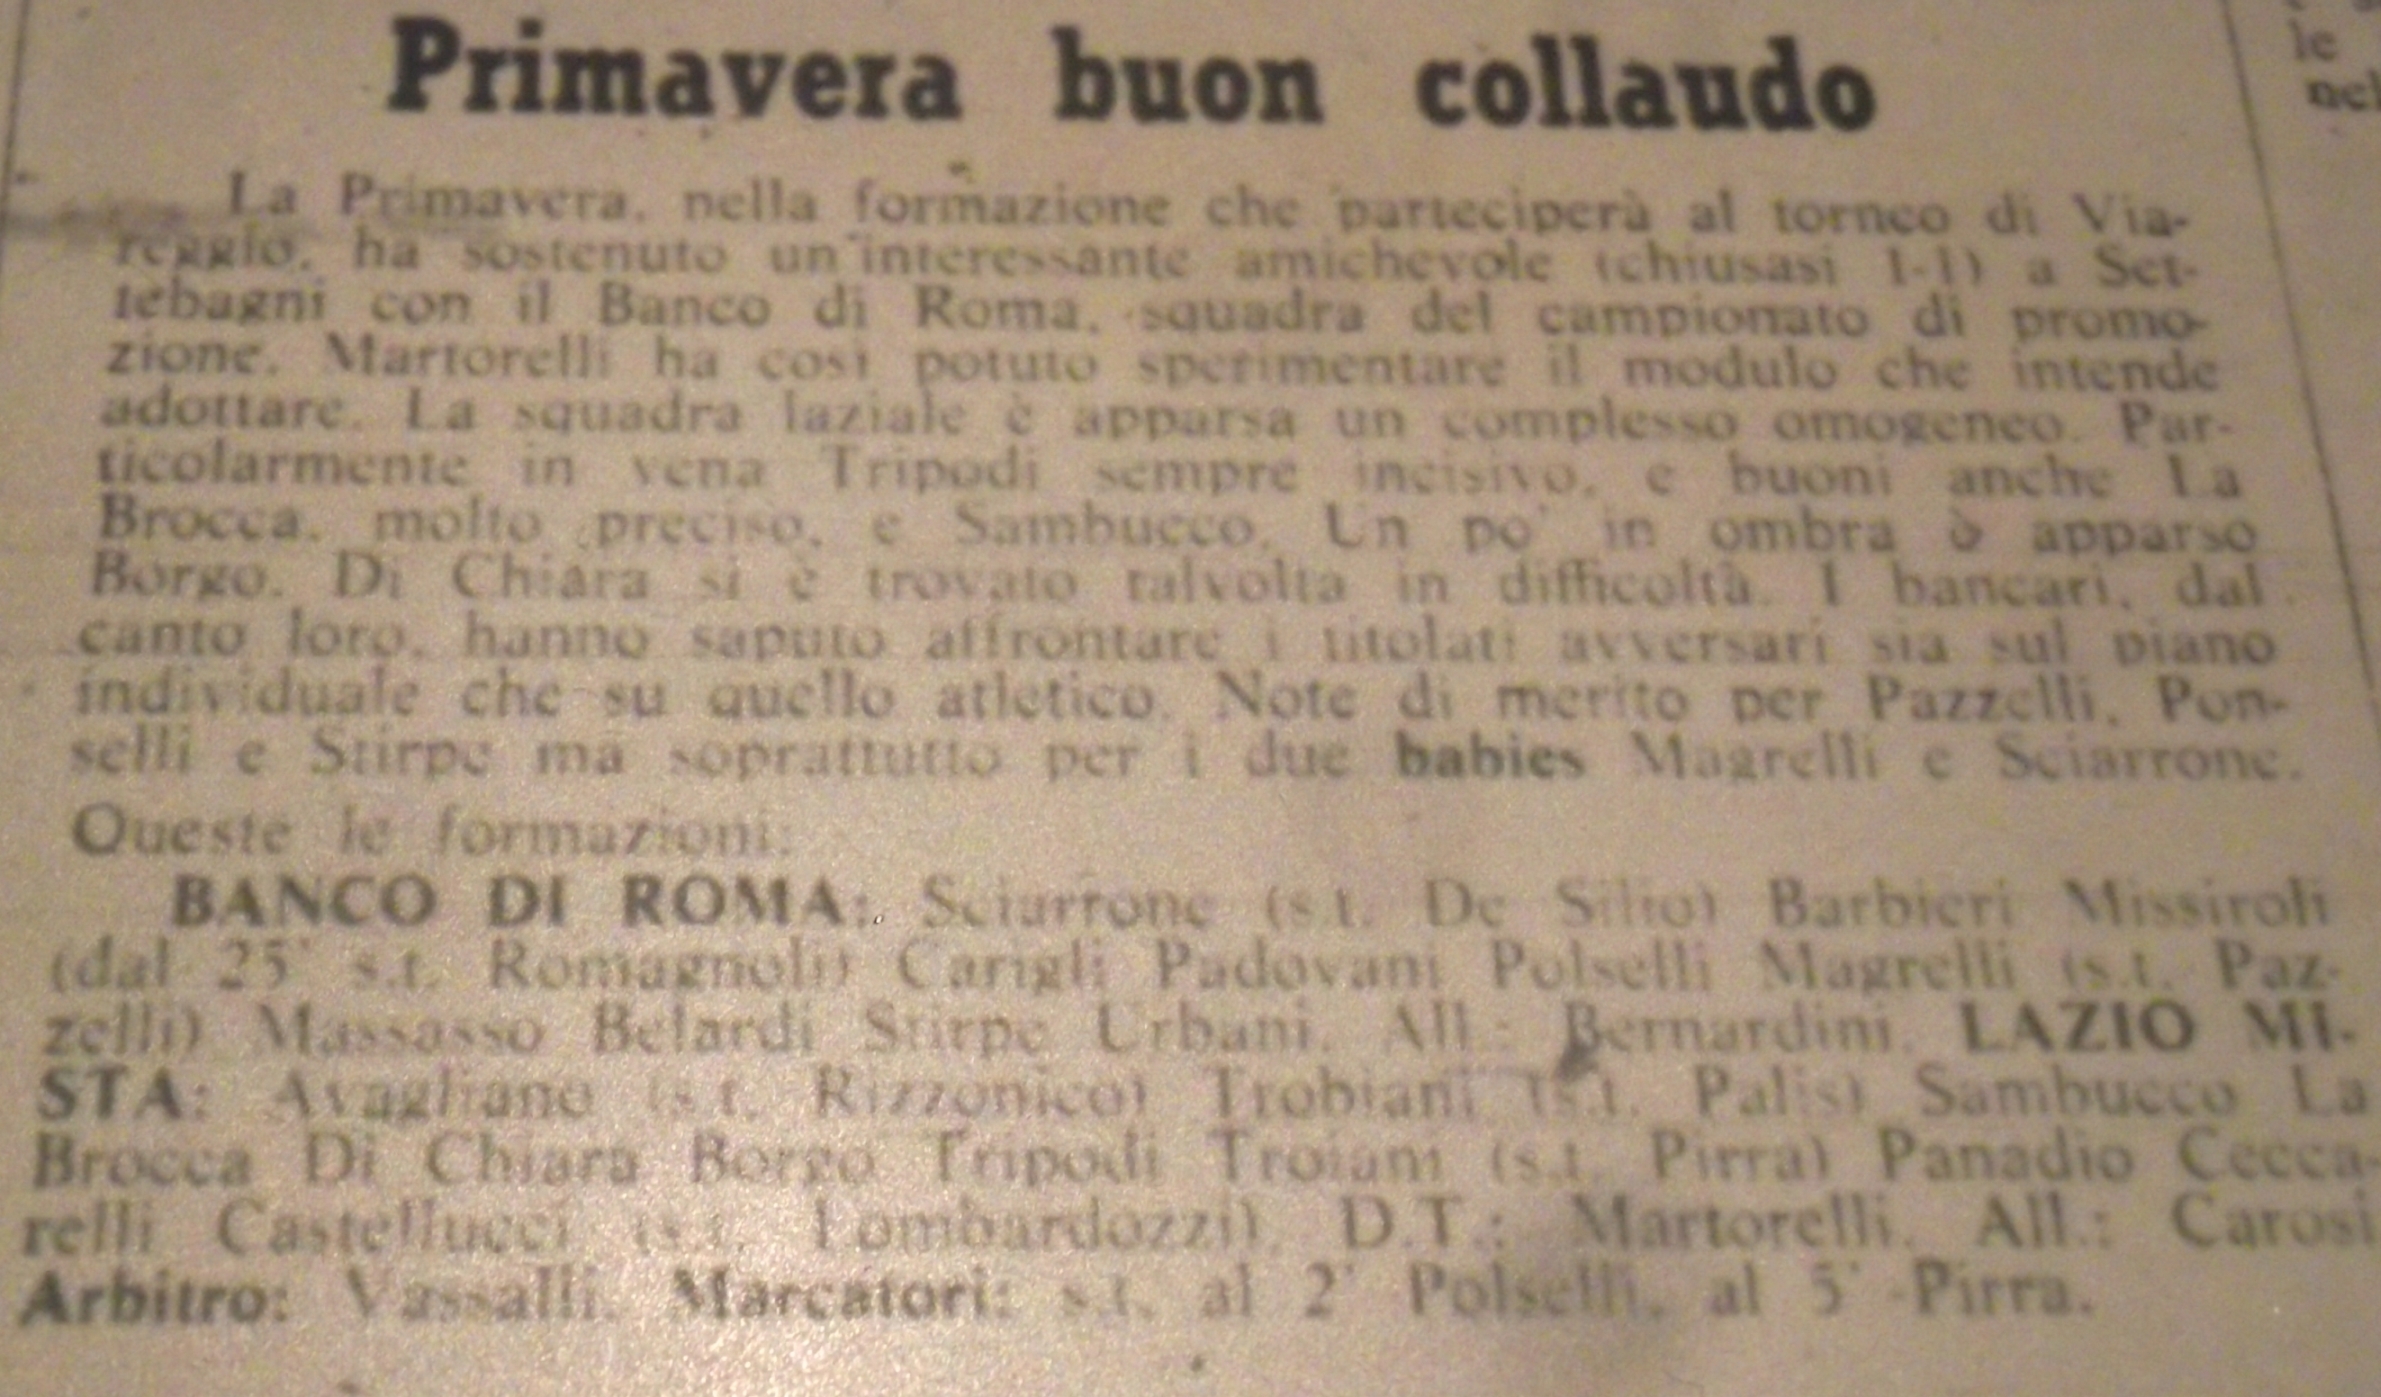 Primavera buon collaudo
La Primavera, nella formazione che parteciperà al torneo di Via-
reggio, ha sostenuto un interessante amichevole (chiusasi 1-1) a Set-
tebagni con il Banco di Roma, squadra del campionato di promo-
zione. Martorelli ha così potuto sperimentare il modulo che intende
adottare. La squadra laziale è apparsa un complesso omogeneo. Par-
ticolarmente in vena Tripodi sempre incisivo, e buoni anche La
Brocca, molto preciso, e Sambucco. Un po' in ombra è apparso
Borgo. Di Chiara si è trovato talvolta in difficoltà. I bancari, dal
canto loro, hanno saputo affrontare i titolati avversari sia sul piano
individuale che su quello atletico. Note di merito per Pazzelli, Pon-
selli e Stirpe ma soprattutto per i due babies Magrelli e Sciarrone.
Queste le formazioni:
BANCO DI ROMA: Sciarrone (s.t. De Silio) Barbieri Missiroli
(dal 25' s.t. Romagnoli) Carigli Padovani Polselli Magrelli (s.t. Paz-
zelli) Massasso Belardi Stirpe Urbani. All.: Bernardini. LAZIO MI-
STA: Avagliano (s.t. Rizzonico) Trobiani (s.t. Palis) Sambucco La
Brocca Di Chiara Borgo Tripodi Troiani (s.t. Pirra) Panadio Cecca-
relli Castellucci (s.t. Lombardozzi). D.T.: Martorelli. All.: Carosi
Arbitro: Vassalli. Marcatori: s.t. al 2' Polselli, al 5' Pirra.
le
nel